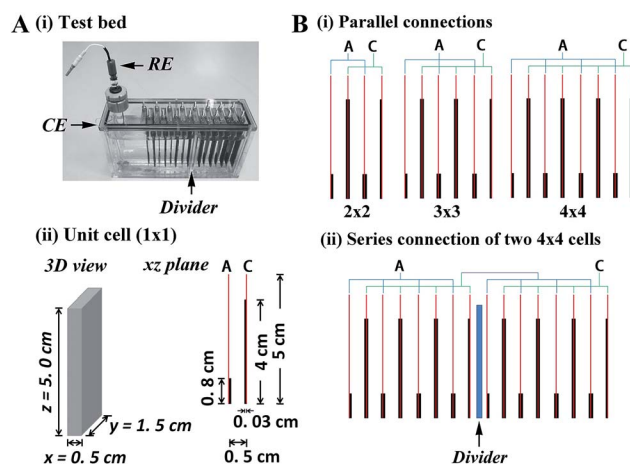 A (i) Test bed
RE
CE
Divider
(ii) Unit cell (1x1)
3D view
xz plane
A C
z = 5. 0 cm
y = 1. 5 cm
x = 0. 5 cm
0. 8 cm
4 cm
5 cm
0. 03 cm
0. 5 cm
B (i) Parallel connections
A C A C A C
2x2 3x3 4x4
(ii) Series connection of two 4x4 cells
A C
Divider